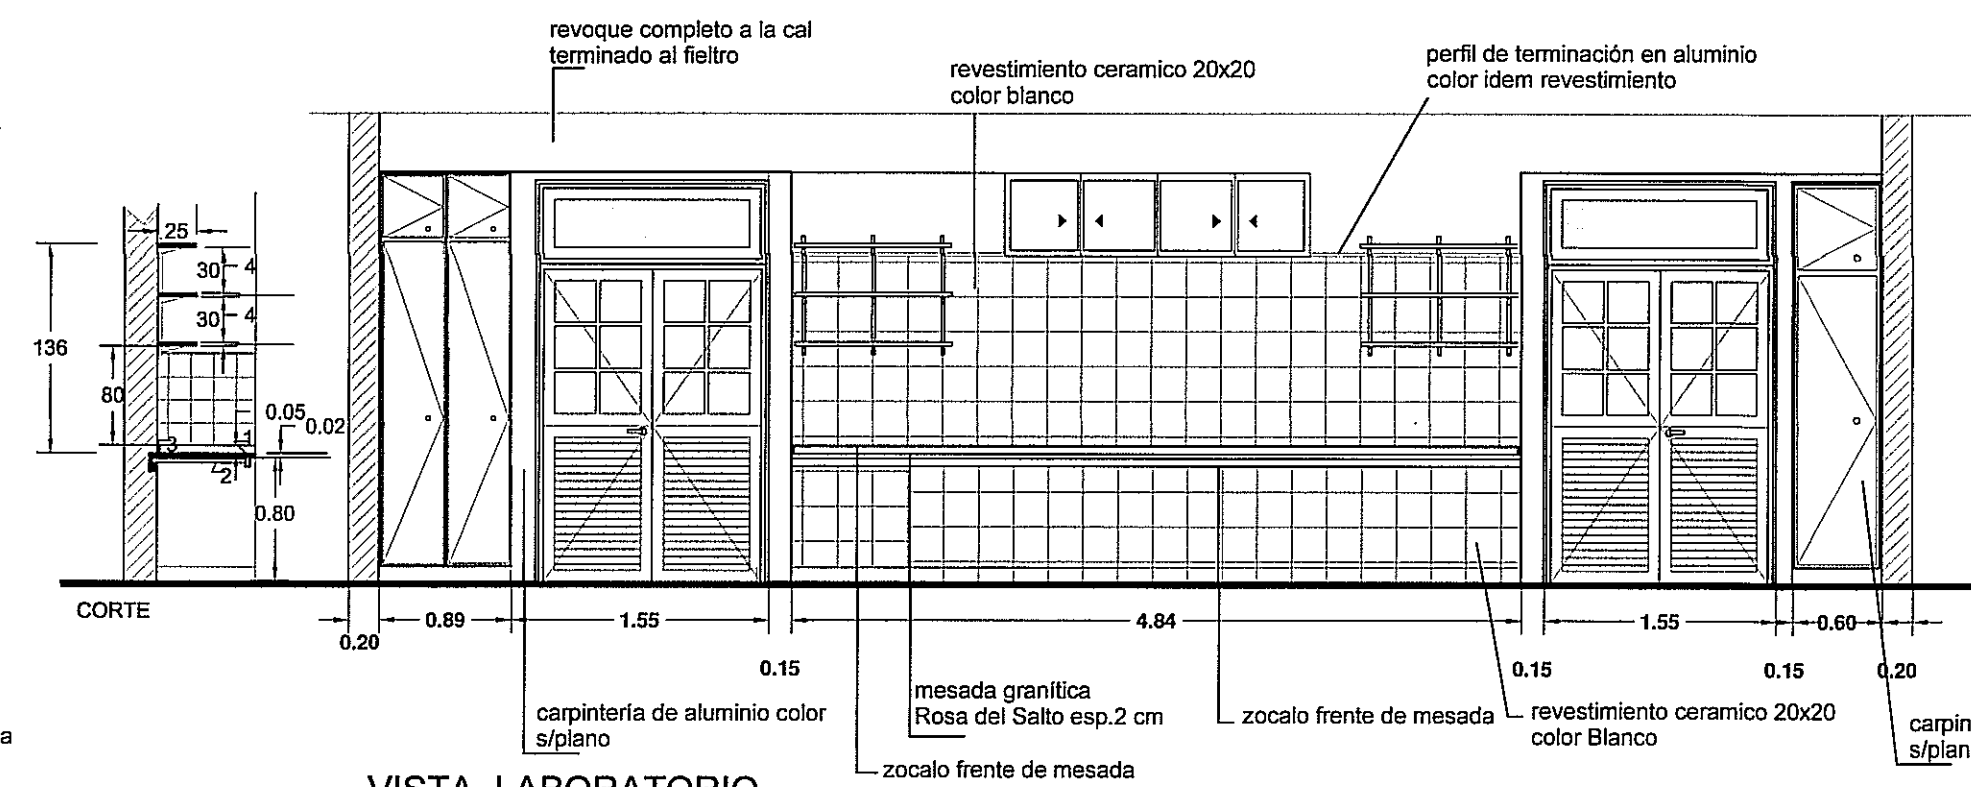 revoque completo a la cal
terminado al fieltro
revestimiento ceramico 20x20
color blanco
perfil de terminación en aluminio
color idem revestimiento
25
30
4
30
4
136
80
3
1
2
0.05
0.02
0.80
CORTE
0.20
0.89
1.55
0.15
4.84
0.15
1.55
0.15
0.60
0.20
carpintería de aluminio color
s/plano
mesada granítica
Rosa del Salto esp.2 cm
zocalo frente de mesada
revestimiento ceramico 20x20
color Blanco
carpin
s/plan
a
zocalo frente de mesada
VISTA LABORATORIO